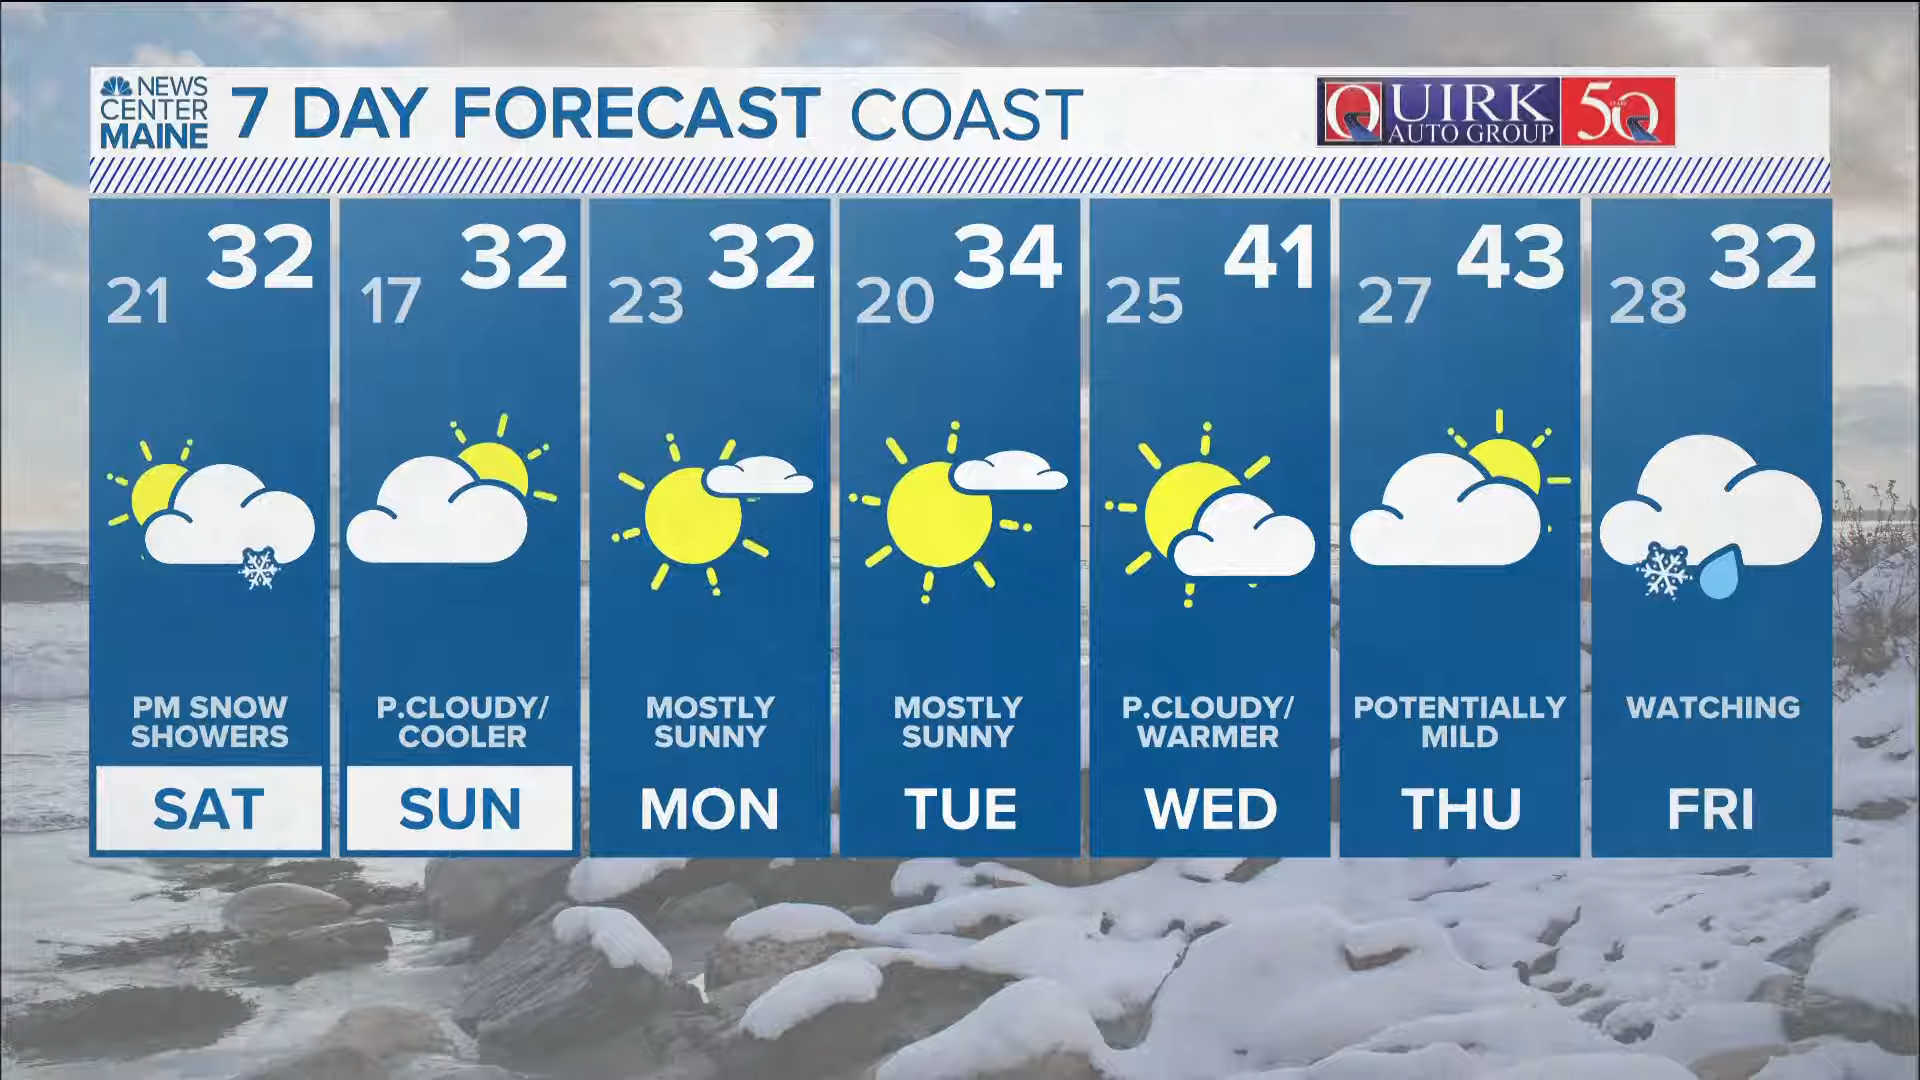 NEWS
CENTER
MAINE
7 DAY FORECAST COAST
QUIRK
AUTO GROUP
50
YEARS
21 32
17 32
23 32
20 34
25 41
27 43
28 32
PM SNOW
SHOWERS
P.CLOUDY/
COOLER
MOSTLY
SUNNY
MOSTLY
SUNNY
P.CLOUDY/
WARMER
POTENTIALLY
MILD
WATCHING
SAT
SUN
MON
TUE
WED
THU
FRI